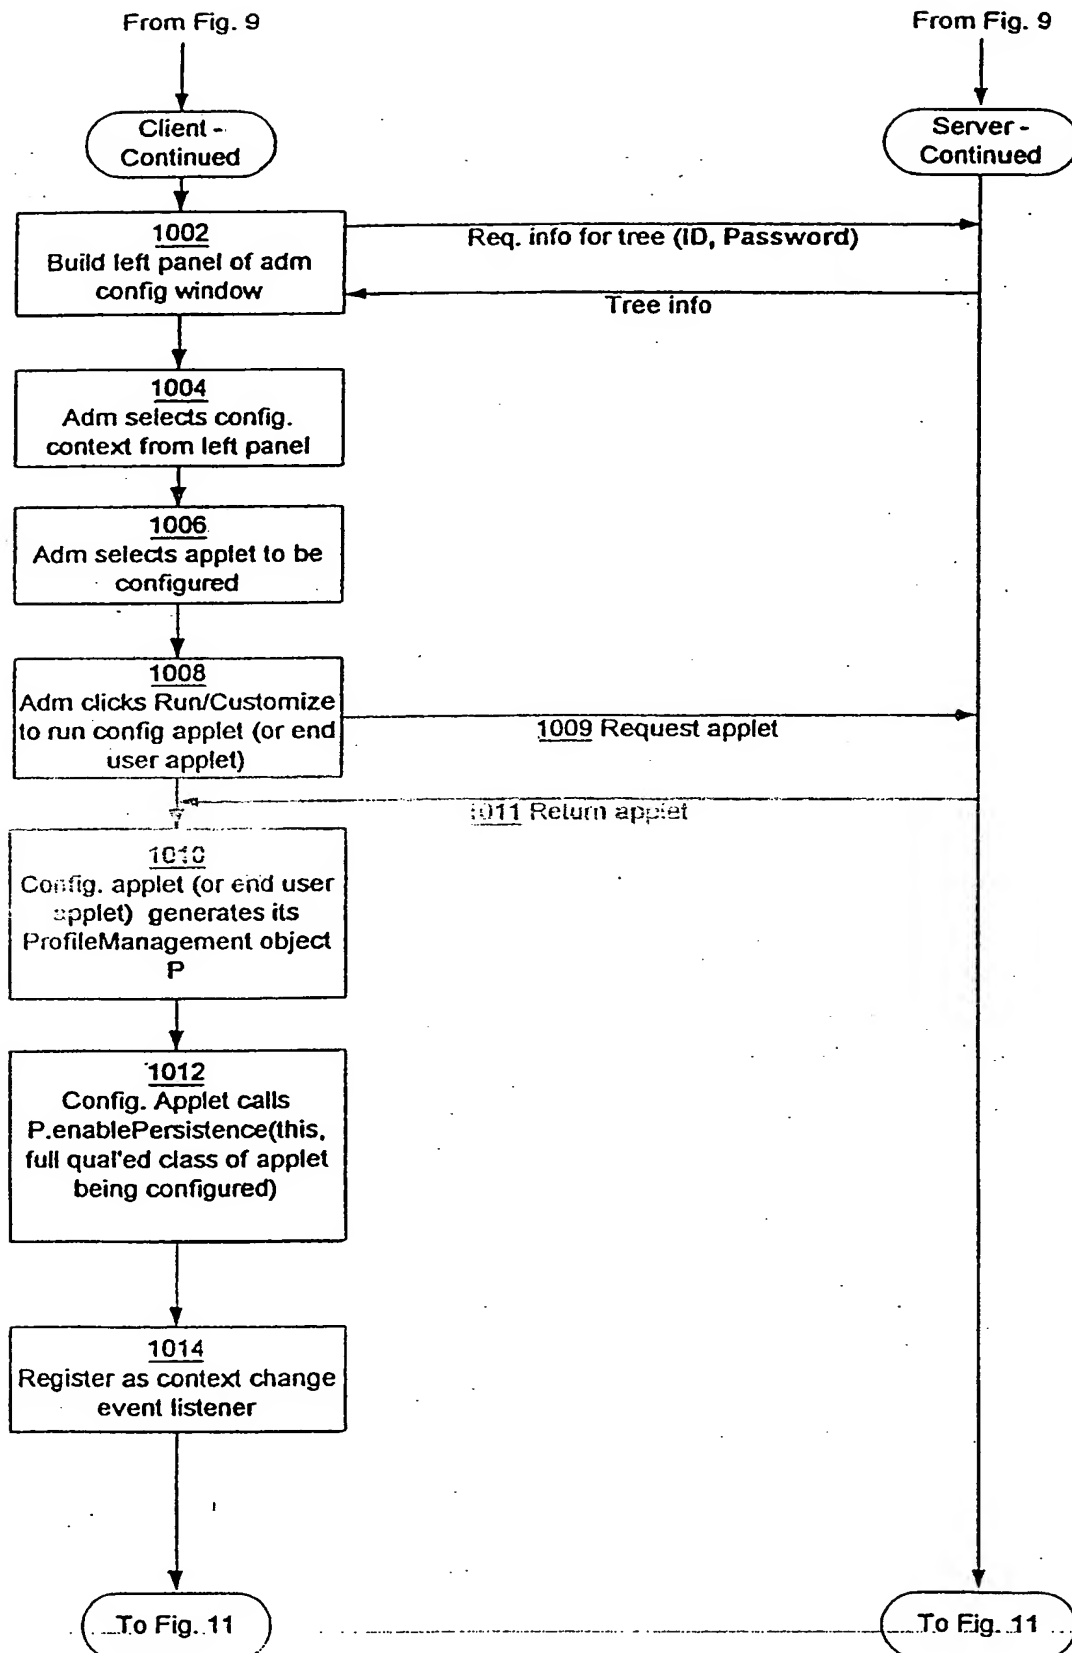 From Fig. 9
From Fig. 9
Client -
Continued
Server -
Continued
1002
Build left panel of adm
config window
Req. info for tree (ID, Password)
Tree info
1004
Adm selects config.
context from left panel
1006
Adm selects applet to be
configured
1008
Adm clicks Run/Customize
to run config applet (or end
user applet)
1009 Request applet
1011 Return applet
1010
Config. applet (or end user
applet) generates its
ProfileManagement object
P
1012
Config. Applet calls
P.enablePersistence(this,
full qual'ed class of applet
being configured)
1014
Register as context change
event listener
To Fig. 11
To Fig. 11